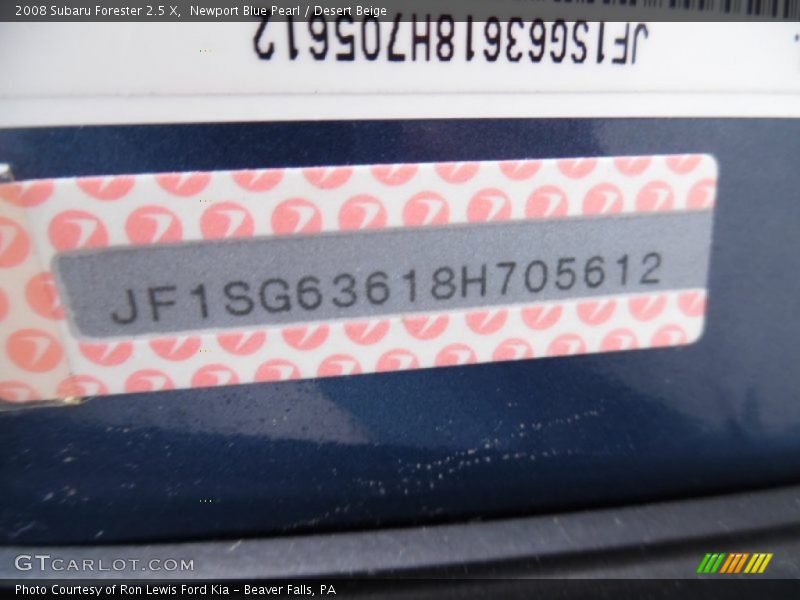 2008 Subaru Forester 2.5 X,  Newport Blue Pearl / Desert Beige
JF1SG63618H705612
JF1SG63618H705612
GTCARLOT.COM
Photo Courtesy of Ron Lewis Ford Kia – Beaver Falls, PA